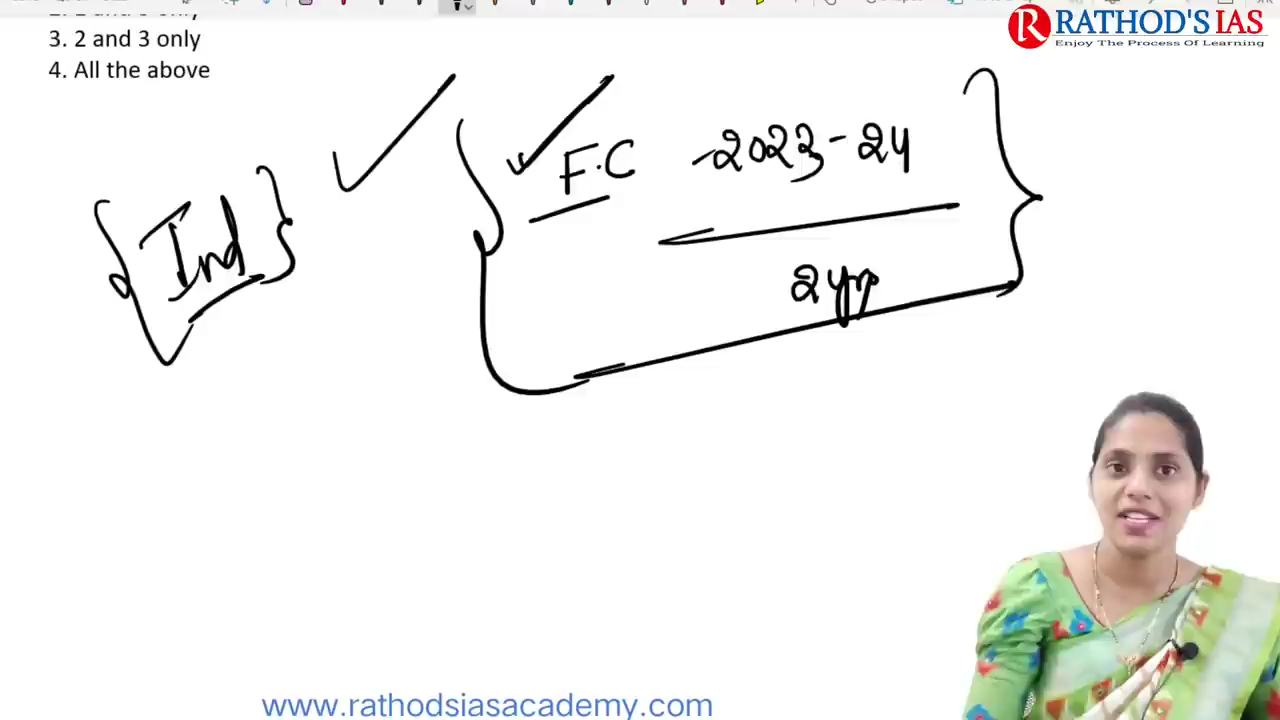 RATHOD'S IAS
Enjoy The Process Of Learning
3. 2 and 3 only
4. All the above
Ind
F.C -2023-24
2yr
www.rathodsiasacademy.com